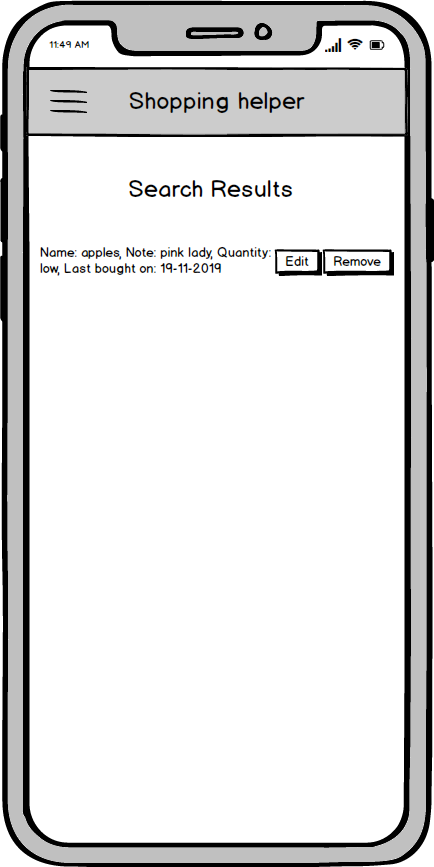 11:49 AM
Shopping helper
Search Results
Name: apples, Note: pink lady, Quantity:
low, Last bought on: 19-11-2019
Edit
Remove